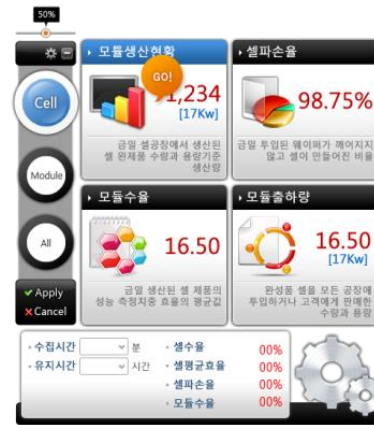 50%
모듈생산현황
GO!
1,234
[17Kw]
금일 셀공장에서 생산된
셀 완제품 수량과 용량기준
생산량
셀파손율
98.75%
금일 투입된 웨이퍼가 깨어지지
않고 셀이 만들어진 비율
Cell
Module
All
Apply
Cancel
모듈수율
16.50
금일 생산된 셀 제품의
성능 측정치중 효율의 평균값
모듈출하량
16.50
[17Kw]
완성품 셀을 모든 공장에
투입하거나 고객에게 판매한
수량과 용량
수집시간 분
유지시간 시간
셀수율 00%
셀평균효율 00%
셀파손율 00%
모듈수율 00%